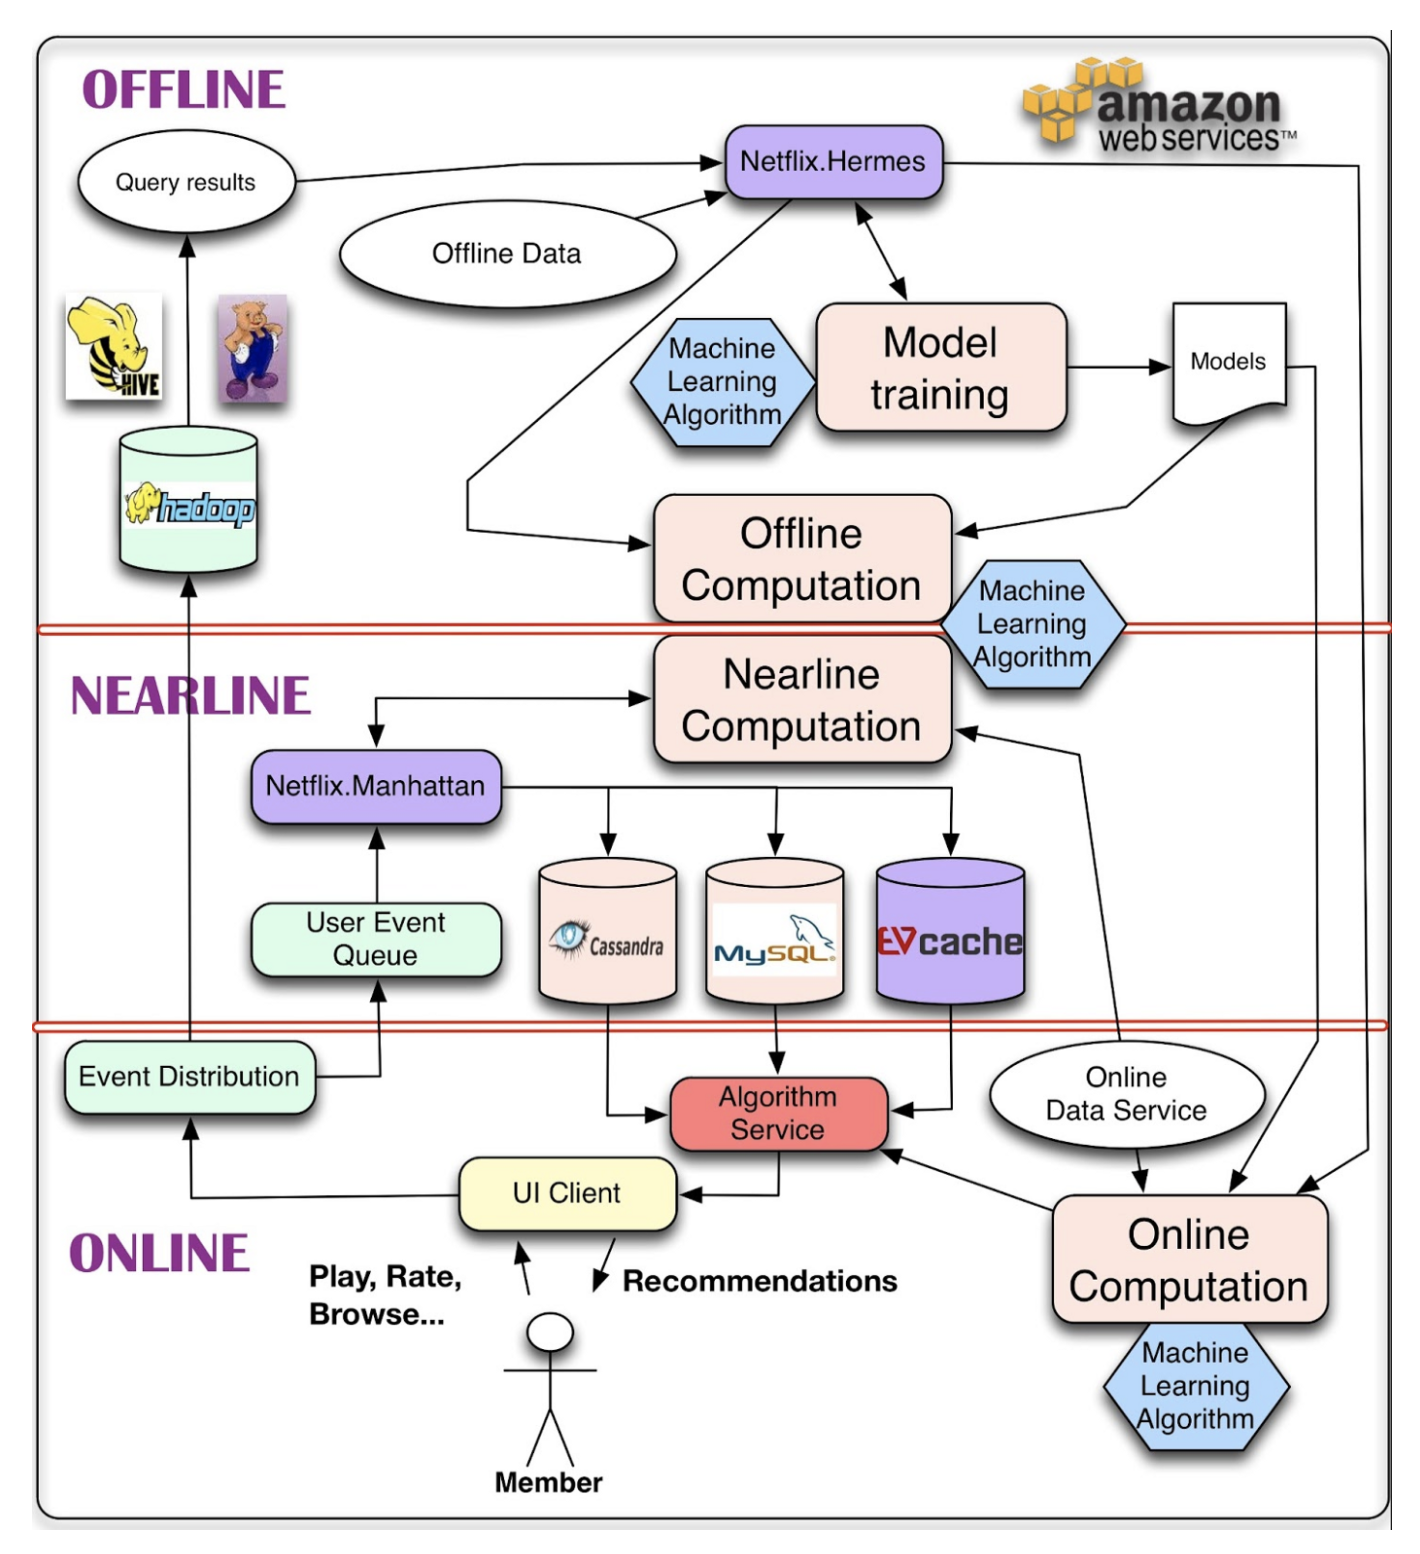 OFFLINE
amazon
web services™
Query results
Netflix.Hermes
Offline Data
HIVE
Machine
Learning
Algorithm
Model
training
Models
hadoop
Offline
Computation
Machine
Learning
Algorithm
NEARLINE
Nearline
Computation
Netflix.Manhattan
User Event
Queue
Cassandra
MySQL®
EVcache
Event Distribution
Algorithm
Service
Online
Data Service
UI Client
ONLINE
Play, Rate,
Browse...
Recommendations
Online
Computation
Machine
Learning
Algorithm
Member